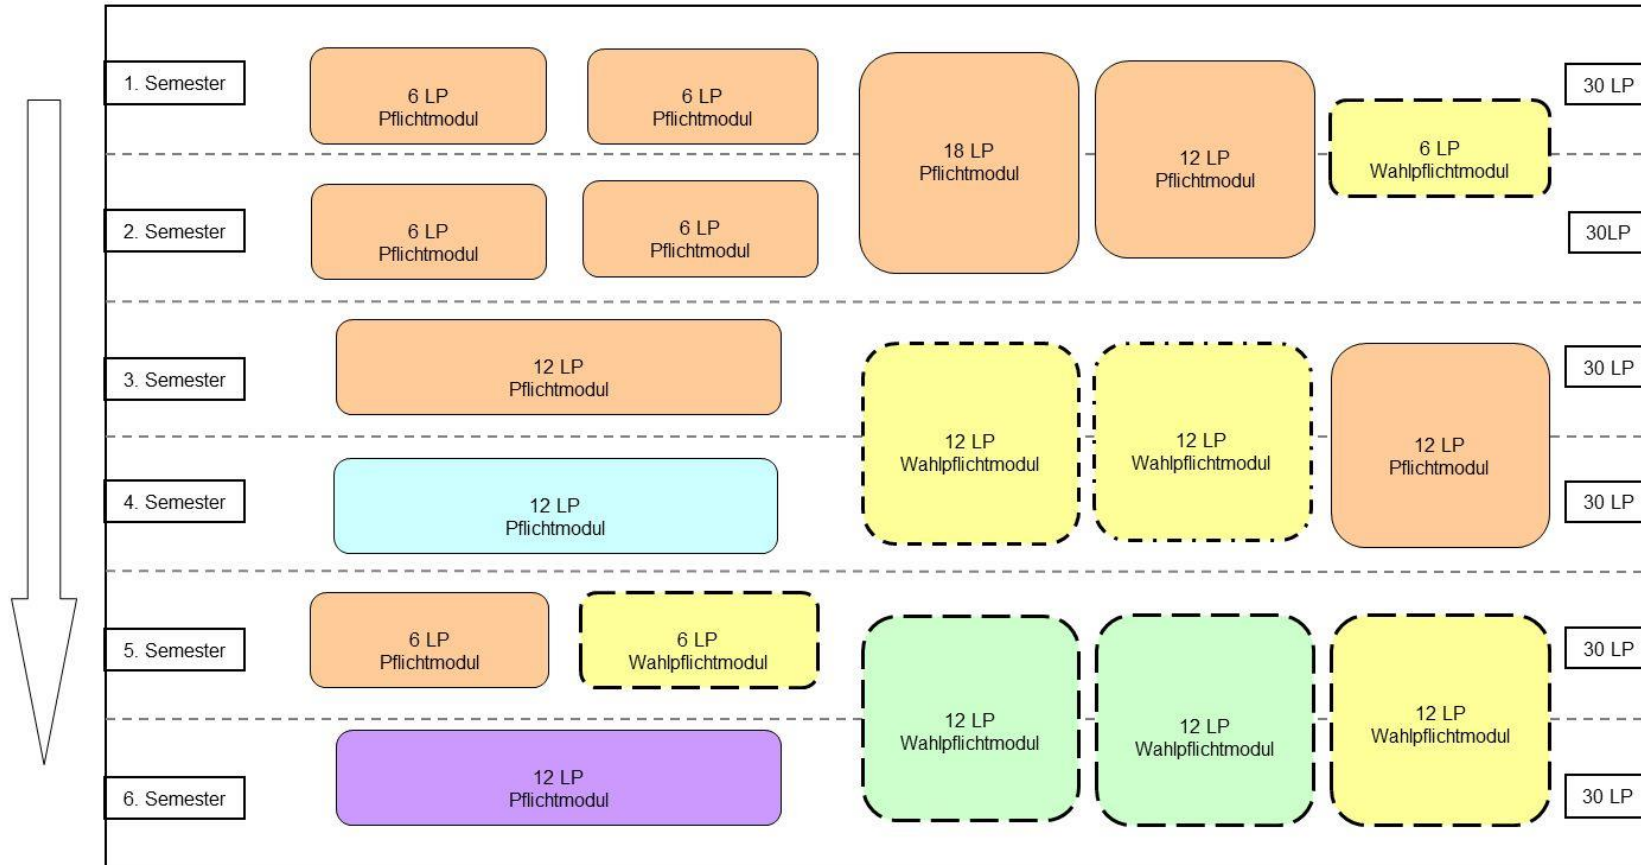 1. Semester
6 LP
Pflichtmodul
6 LP
Pflichtmodul
18 LP
Pflichtmodul
12 LP
Pflichtmodul
6 LP
Wahlpflichtmodul
30 LP
2. Semester
6 LP
Pflichtmodul
6 LP
Pflichtmodul
30LP
3. Semester
12 LP
Pflichtmodul
12 LP
Wahlpflichtmodul
12 LP
Wahlpflichtmodul
12 LP
Pflichtmodul
30 LP
4. Semester
12 LP
Pflichtmodul
30 LP
5. Semester
6 LP
Pflichtmodul
6 LP
Wahlpflichtmodul
12 LP
Wahlpflichtmodul
12 LP
Wahlpflichtmodul
12 LP
Wahlpflichtmodul
30 LP
6. Semester
12 LP
Pflichtmodul
30 LP